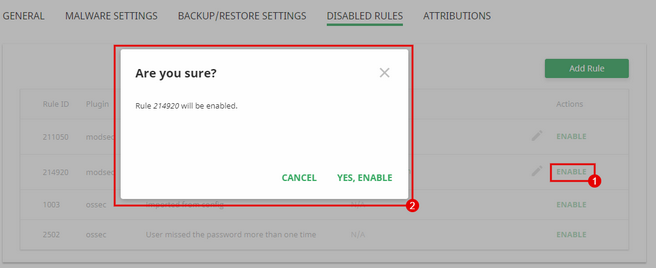 GENERAL MALWARE SETTINGS BACKUP/RESTORE SETTINGS DISABLED RULES ATTRIBUTIONS
Add Rule
Are you sure?
Rule 214920 will be enabled.
CANCEL YES, ENABLE
Rule ID Plugin Actions
211050 modsec ENABLE
214920 modsec ENABLE
1
1003 ossec Imported from config N/A ENABLE
2
2502 ossec User missed the password more than one time N/A ENABLE